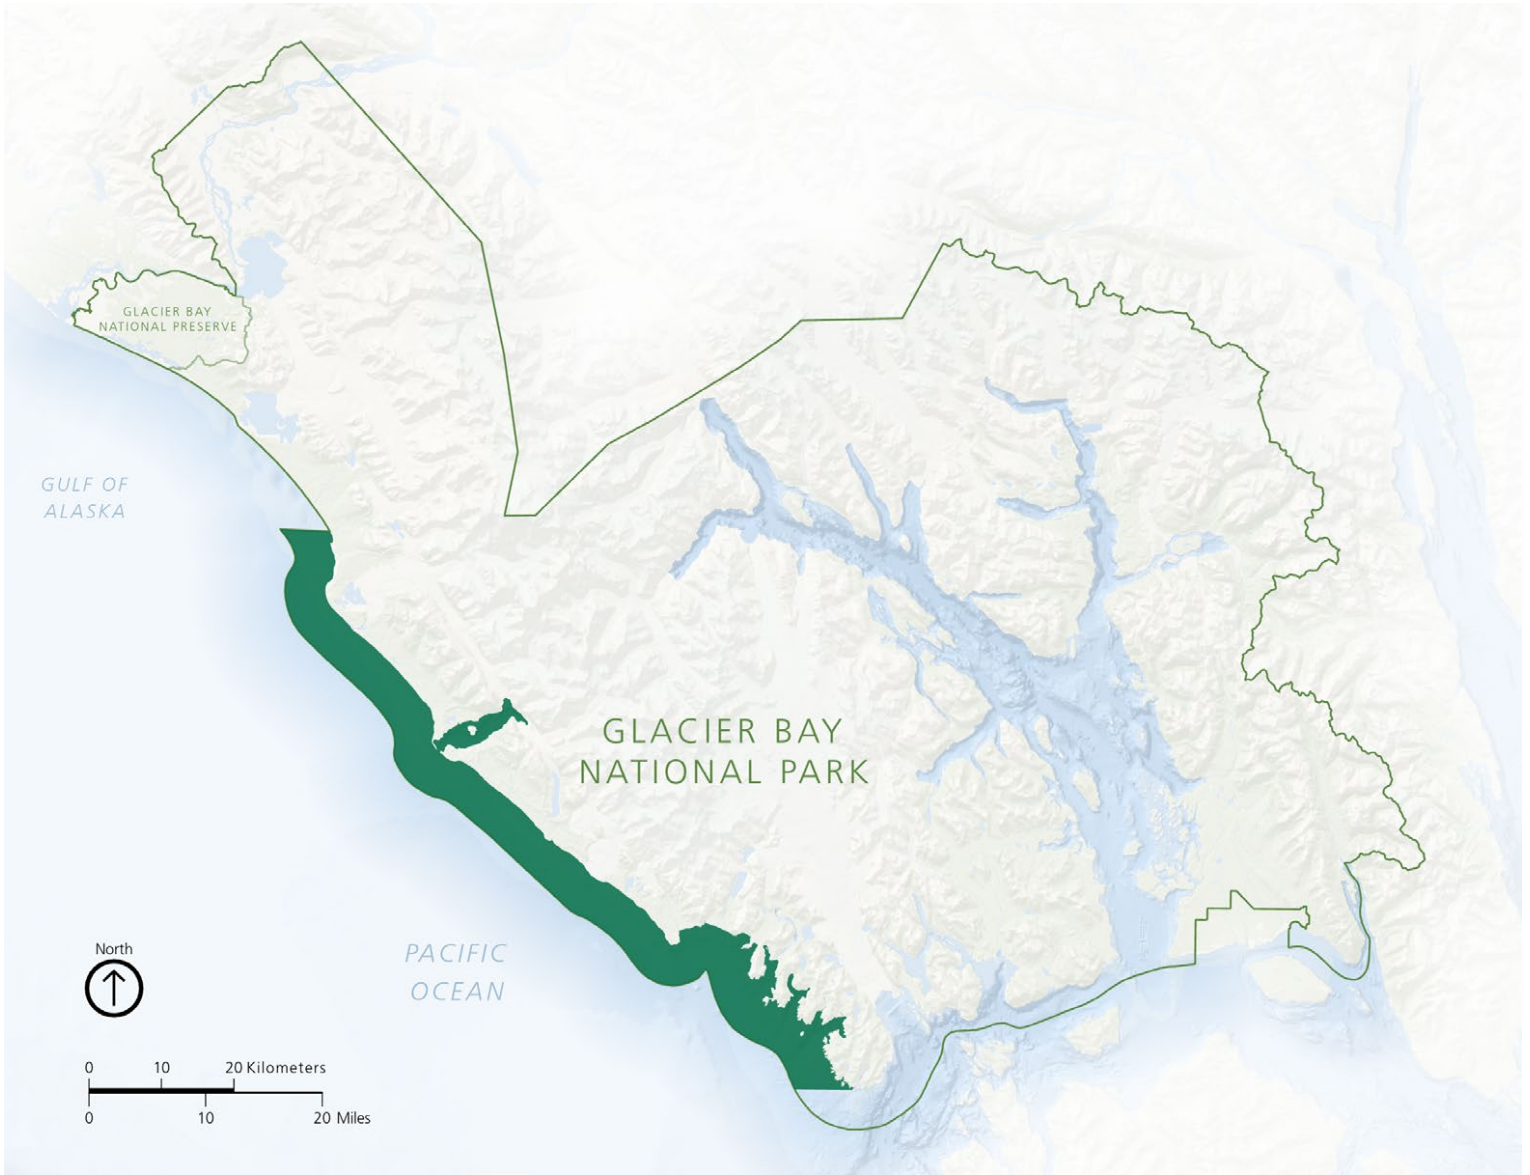 GLACIER BAY
NATIONAL PRESERVE
GULF OF
ALASKA
GLACIER BAY
NATIONAL PARK
PACIFIC
OCEAN
North
0 10 20 Kilometers
0 10 20 Miles